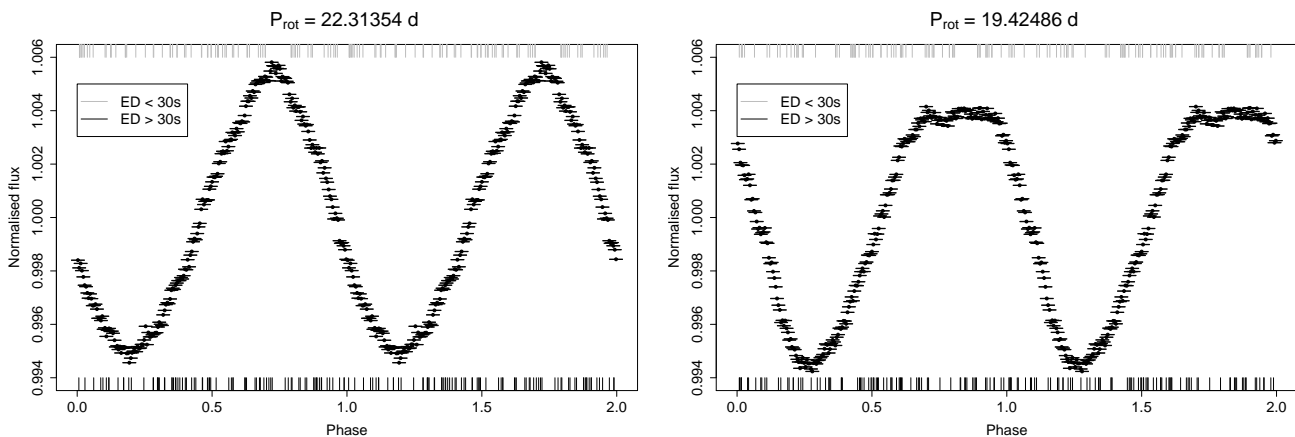 P_rot = 22.31354 d
1.006
1.004
1.002
1.000
0.998
0.996
0.994
Normalised flux
ED < 30s
ED > 30s
0.0 0.5 1.0 1.5 2.0
Phase
P_rot = 19.42486 d
1.006
1.004
1.002
1.000
0.998
0.996
0.994
Normalised flux
ED < 30s
ED > 30s
0.0 0.5 1.0 1.5 2.0
Phase